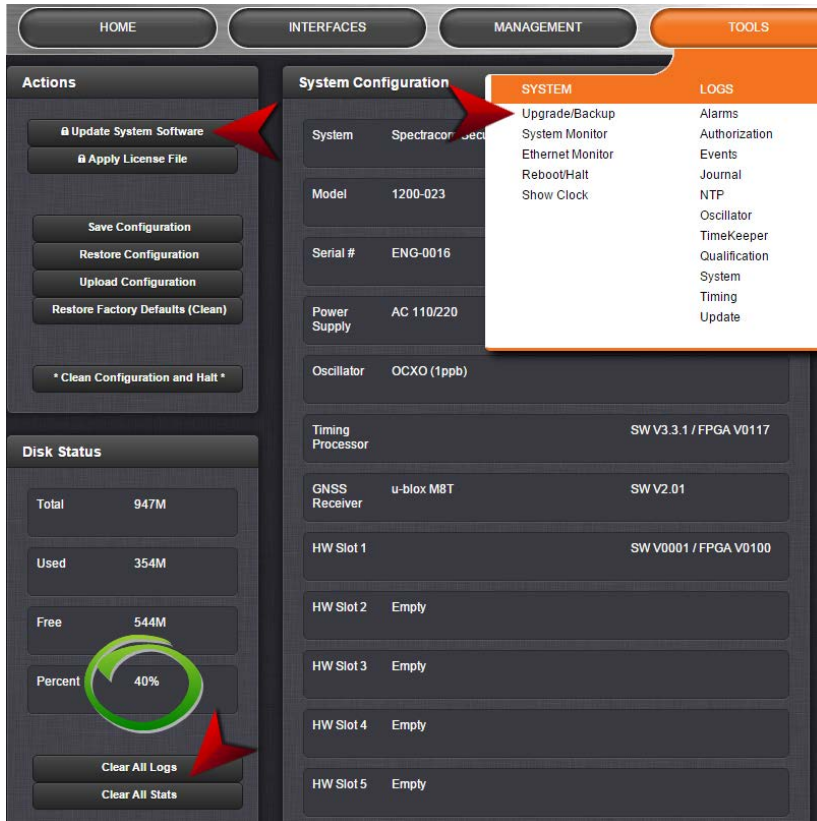 HOME
INTERFACES
MANAGEMENT
TOOLS
Actions
Update System Software
Apply License File
Save Configuration
Restore Configuration
Upload Configuration
Restore Factory Defaults (Clean)
* Clean Configuration and Halt *
Disk Status
Total 947M
Used 354M
Free 544M
Percent 40%
Clear All Logs
Clear All Stats
System Configuration
System Spectracom
Model 1200-023
Serial # ENG-0016
Power
Supply
AC 110/220
Oscillator OCXO (1ppb)
Timing
Processor
SW V3.3.1 / FPGA V0117
GNSS
Receiver
u-blox M8T SW V2.01
HW Slot 1 SW V0001 / FPGA V0100
HW Slot 2 Empty
HW Slot 3 Empty
HW Slot 4 Empty
HW Slot 5 Empty
SYSTEM
Upgrade/Backup
System Monitor
Ethernet Monitor
Reboot/Halt
Show Clock
LOGS
Alarms
Authorization
Events
Journal
NTP
Oscillator
TimeKeeper
Qualification
System
Timing
Update